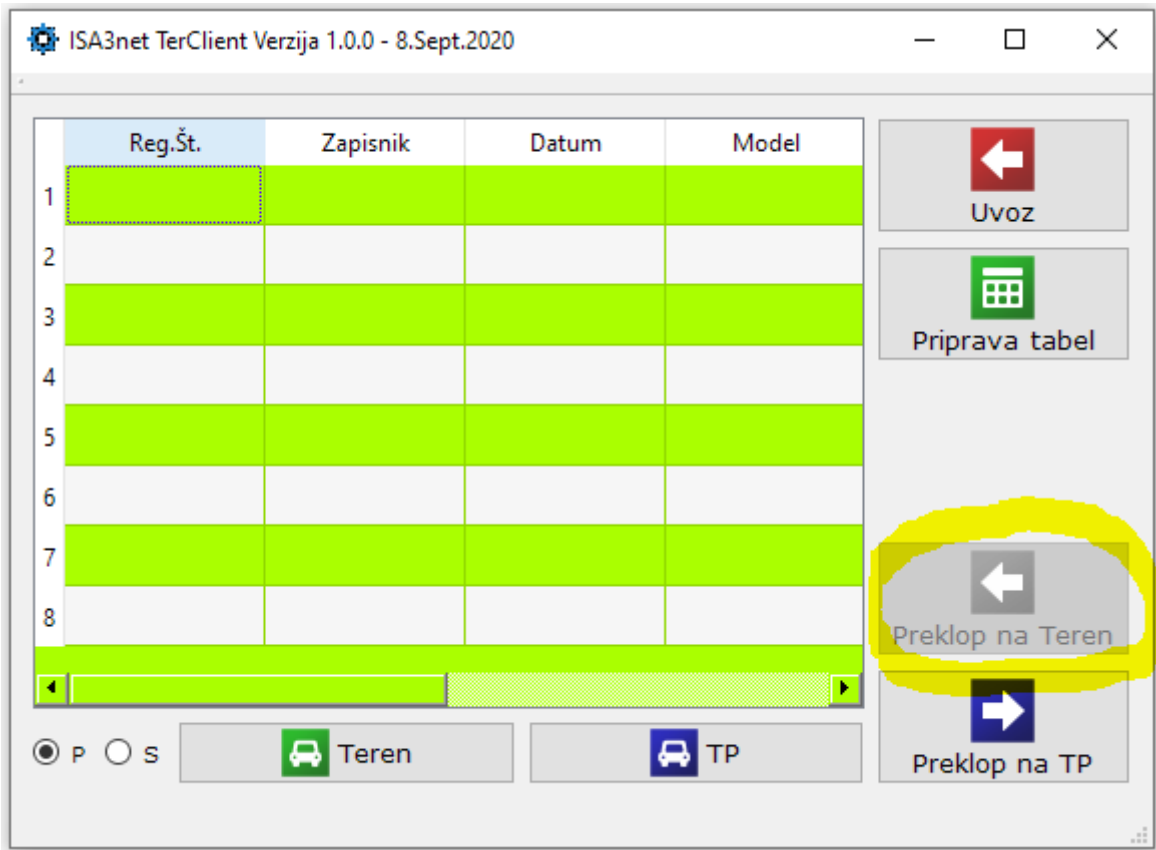 ISA3net TerClient Verzija 1.0.0 - 8.Sept.2020
Reg.Št. Zapisnik Datum Model
1
2
3
4
5
6
7
8
Uvoz
Priprava tabel
Preklop na Teren
Preklop na TP
P S Teren TP